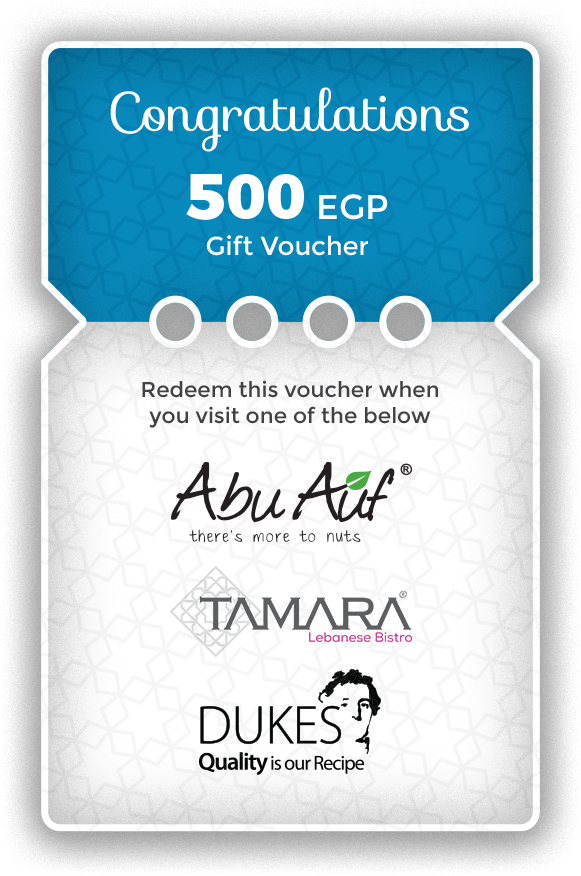 Congratulations
500 EGP
Gift Voucher
Redeem this voucher when
you visit one of the below
Abu Auf ®
there's more to nuts
TAMARA ®
Lebanese Bistro
DUKES
Quality is our Recipe